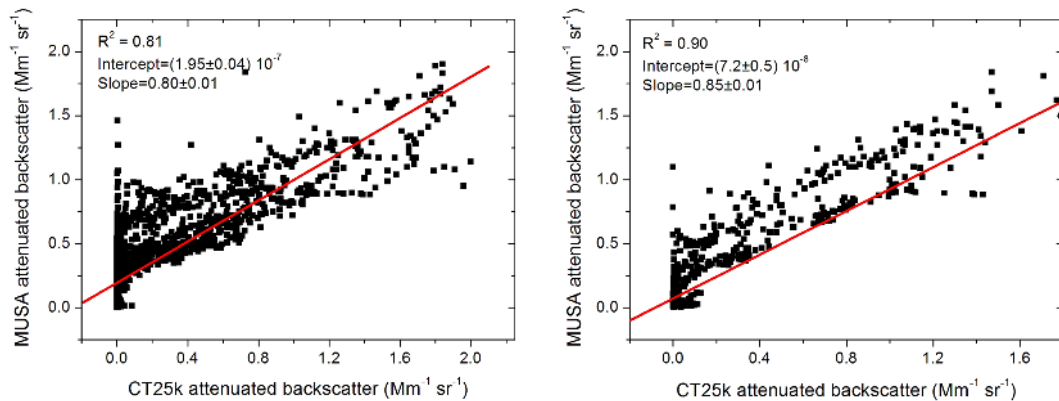 R² = 0.81
Intercept=(1.95±0.04) 10⁻⁷
Slope=0.80±0.01
2.0
1.5
1.0
0.5
0.0
MUSA attenuated backscatter (Mm⁻¹ sr⁻¹)
0.0 0.4 0.8 1.2 1.6 2.0
CT25k attenuated backscatter (Mm⁻¹ sr⁻¹)
R² = 0.90
Intercept=(7.2±0.5) 10⁻⁸
Slope=0.85±0.01
2.0
1.5
1.0
0.5
0.0
MUSA attenuated backscatter (Mm⁻¹ sr⁻¹)
0.0 0.4 0.8 1.2 1.6
CT25k attenuated backscatter (Mm⁻¹ sr⁻¹)